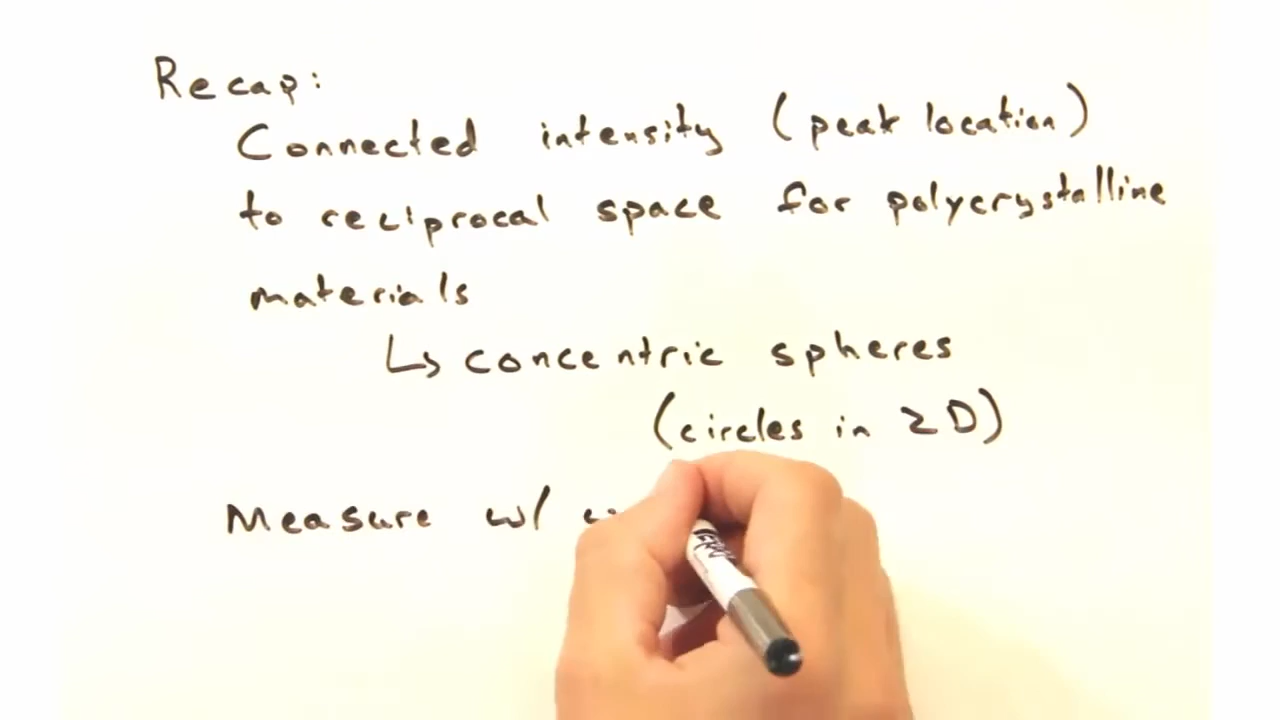 Recap:
Connected intensity (peak location)
to reciprocal space for polycrystalline
materials
↳ concentric spheres
(circles in 2D)
Measure w/